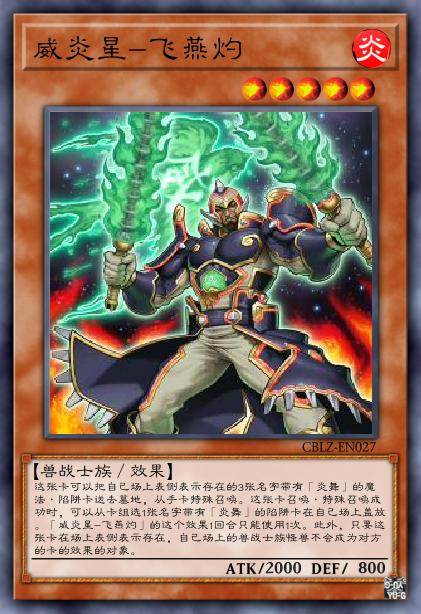 威炎星-飞燕灼
炎
CBLZ-EN027
【兽战士族/效果】
这张卡可以把自己场上表侧表示存在的3张名字带有「炎舞」的魔
法·陷阱卡送去墓地，从手卡特殊召唤。这张卡召唤·特殊召唤成
功时，可以从卡组选1张名字带有「炎舞」的陷阱卡在自己场上盖放
。「威炎星-飞燕灼」的这个效果1回合只能使用1次。此外，只要这
张卡在场上表侧表示存在，自己场上的兽战士族怪兽不会成为对方
的卡的效果的对象。
ATK/2000 DEF/ 800